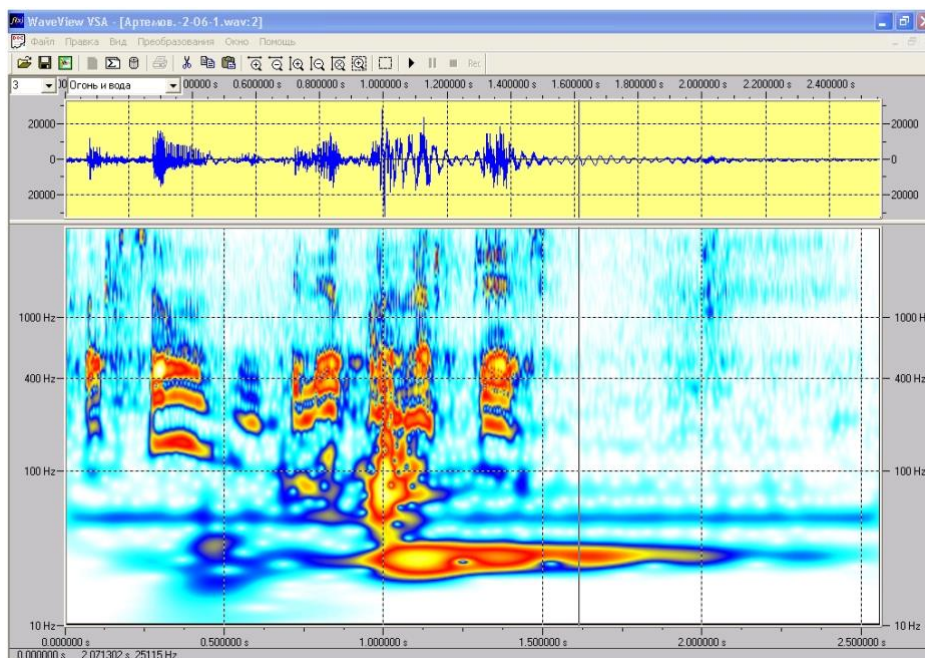 WaveView VSA - [Артемов.-2-06-1.wav:2]
Файл Правка Вид Преобразования Окно Помощь
Rec
3 Огонь и вода 00000 s 0.600000 s 0.800000 s 1.000000 s 1.200000 s 1.400000 s 1.600000 s 1.800000 s 2.000000 s 2.200000 s 2.400000 s
20000 20000
0 0
20000 20000
1000 Hz 1000 Hz
400 Hz 400 Hz
100 Hz 100 Hz
10 Hz 10 Hz
0.000000 s 0.500000 s 1.000000 s 1.500000 s 2.000000 s 2.500000 s
0.000000 s 2.071302 s 25115 Hz